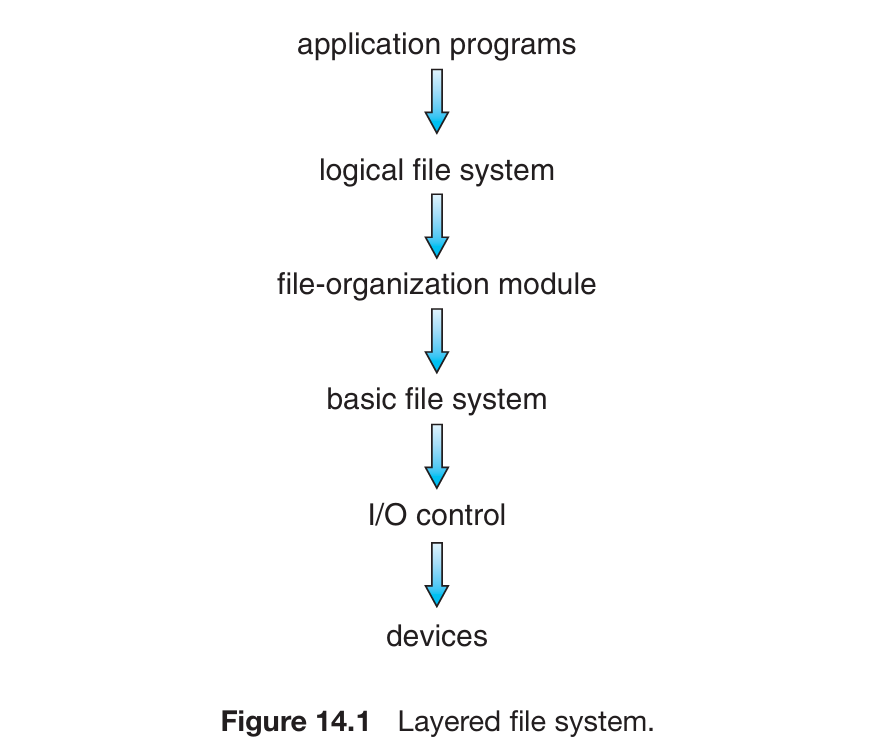 application programs
logical file system
file-organization module
basic file system
I/O control
devices
Figure 14.1 Layered file system.